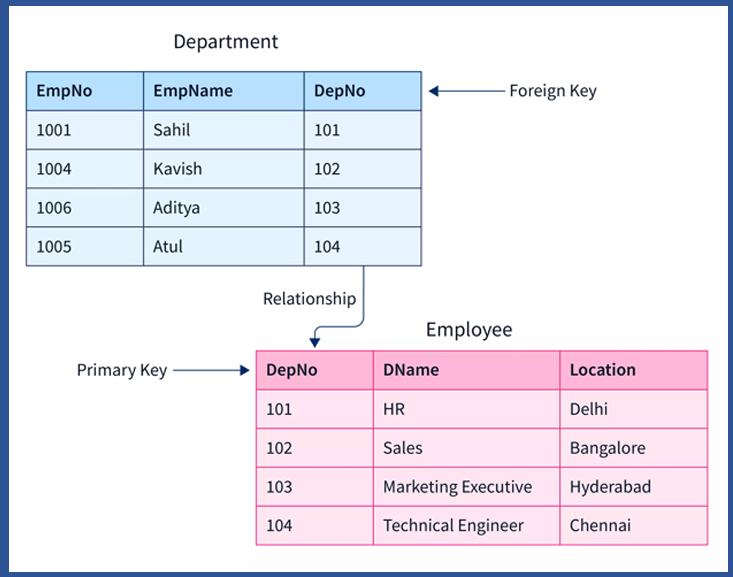 Department
EmpNo EmpName DepNo
Foreign Key
1001 Sahil 101
1004 Kavish 102
1006 Aditya 103
1005 Atul 104
Relationship
Employee
Primary Key
DepNo DName Location
101 HR Delhi
102 Sales Bangalore
103 Marketing Executive Hyderabad
104 Technical Engineer Chennai